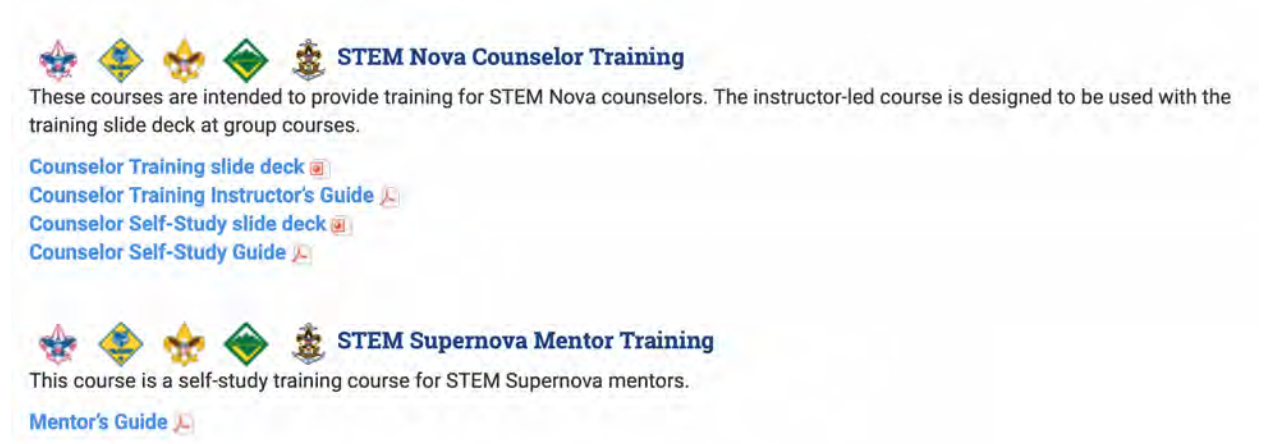 STEM Nova Counselor Training
These courses are intended to provide training for STEM Nova counselors. The instructor-led course is designed to be used with the
training slide deck at group courses.
Counselor Training slide deck
Counselor Training Instructor's Guide
Counselor Self-Study slide deck
Counselor Self-Study Guide
STEM Supernova Mentor Training
This course is a self-study training course for STEM Supernova mentors.
Mentor's Guide